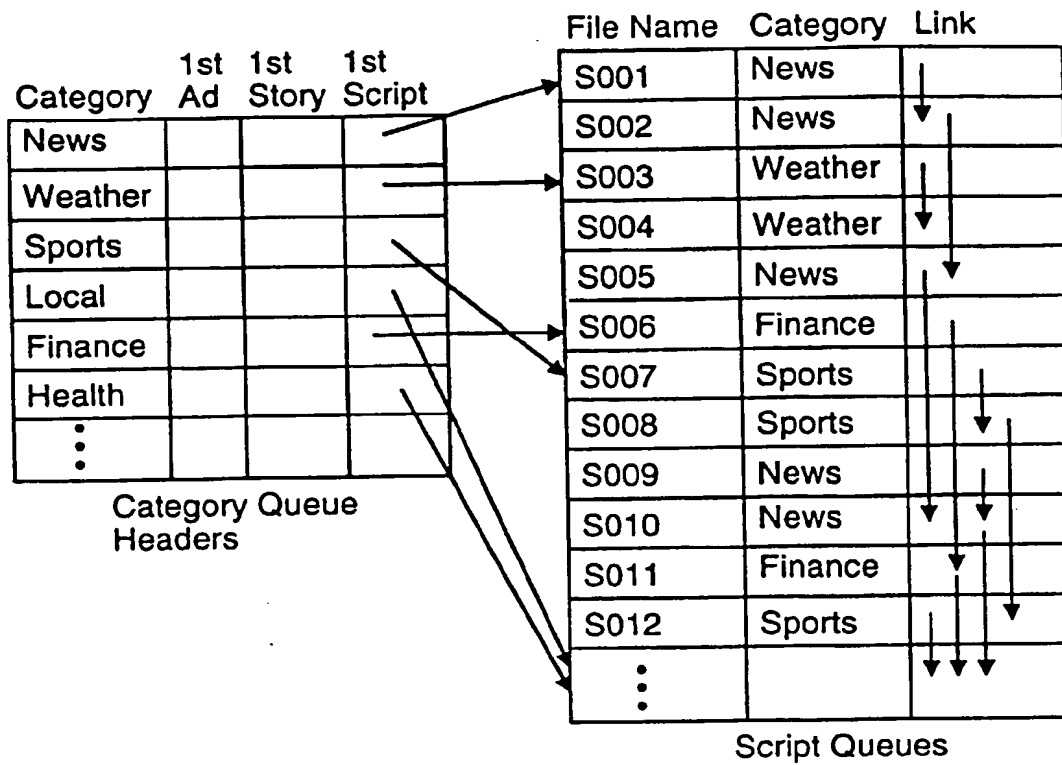 1st 1st 1st
Category Ad Story Script
News
Weather
Sports
Local
Finance
Health
Category Queue
Headers
File Name Category Link
S001 News
S002 News
S003 Weather
S004 Weather
S005 News
S006 Finance
S007 Sports
S008 Sports
S009 News
S010 News
S011 Finance
S012 Sports
Script Queues